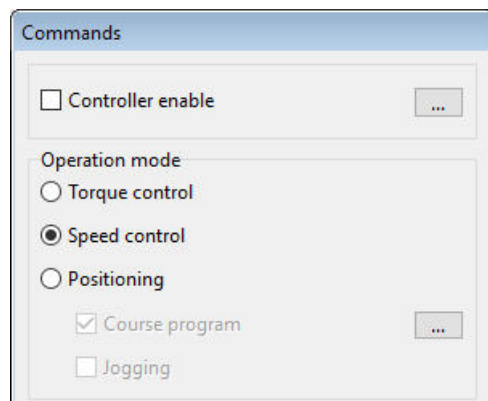 Commands
Controller enable ...
Operation mode
Torque control
Speed control
Positioning
Course program ...
Jogging